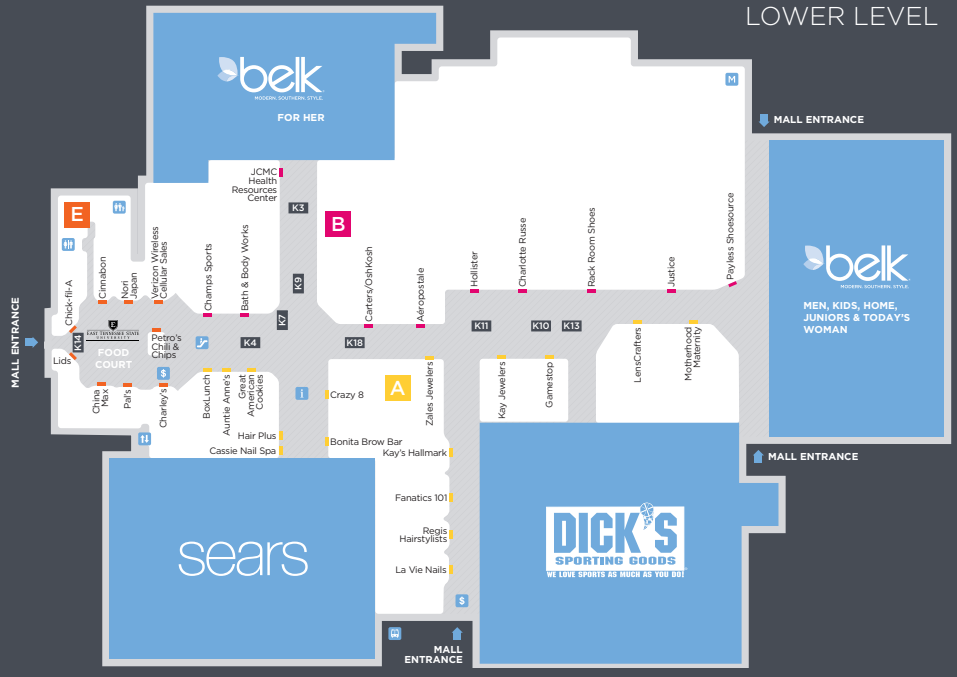 LOWER LEVEL
belk
MODERN. SOUTHERN. STYLE.
FOR HER
M
MALL ENTRANCE
JCMC
Health
Resources
Center
K3
E
B
Verizon Wireless
Cellular Sales
Champs Sports
Bath & Body Works
K9
Carters/OshKosh
Aéropostale
Hollister
Charlotte Russe
Rack Room Shoes
Justice
Payless Shoesource
belk
MODERN. SOUTHERN. STYLE.
MEN, KIDS, HOME,
JUNIORS & TODAY'S
WOMAN
Chick-fil-A
Cinnabon
Nori
Japan
MALL ENTRANCE
K14
E
EAST TENNESSEE STATE
UNIVERSITY
FOOD
COURT
Petro's
Chili &
Chips
K7
K4
K18
K11
K10
K13
Lids
$
China
Max
Pal's
Charley's
BoxLunch
Auntie Anne's
Great
American
Cookies
i
Crazy 8
A
Zales Jewelers
Kay Jewelers
Gamestop
LensCrafters
Motherhood
Maternity
Hair Plus
Cassie Nail Spa
Bonita Brow Bar
Kay's Hallmark
MALL ENTRANCE
Fanatics 101
Regis
Hairstylists
La Vie Nails
sears
DICK'S
SPORTING GOODS
WE LOVE SPORTS AS MUCH AS YOU DO!
$
MALL
ENTRANCE